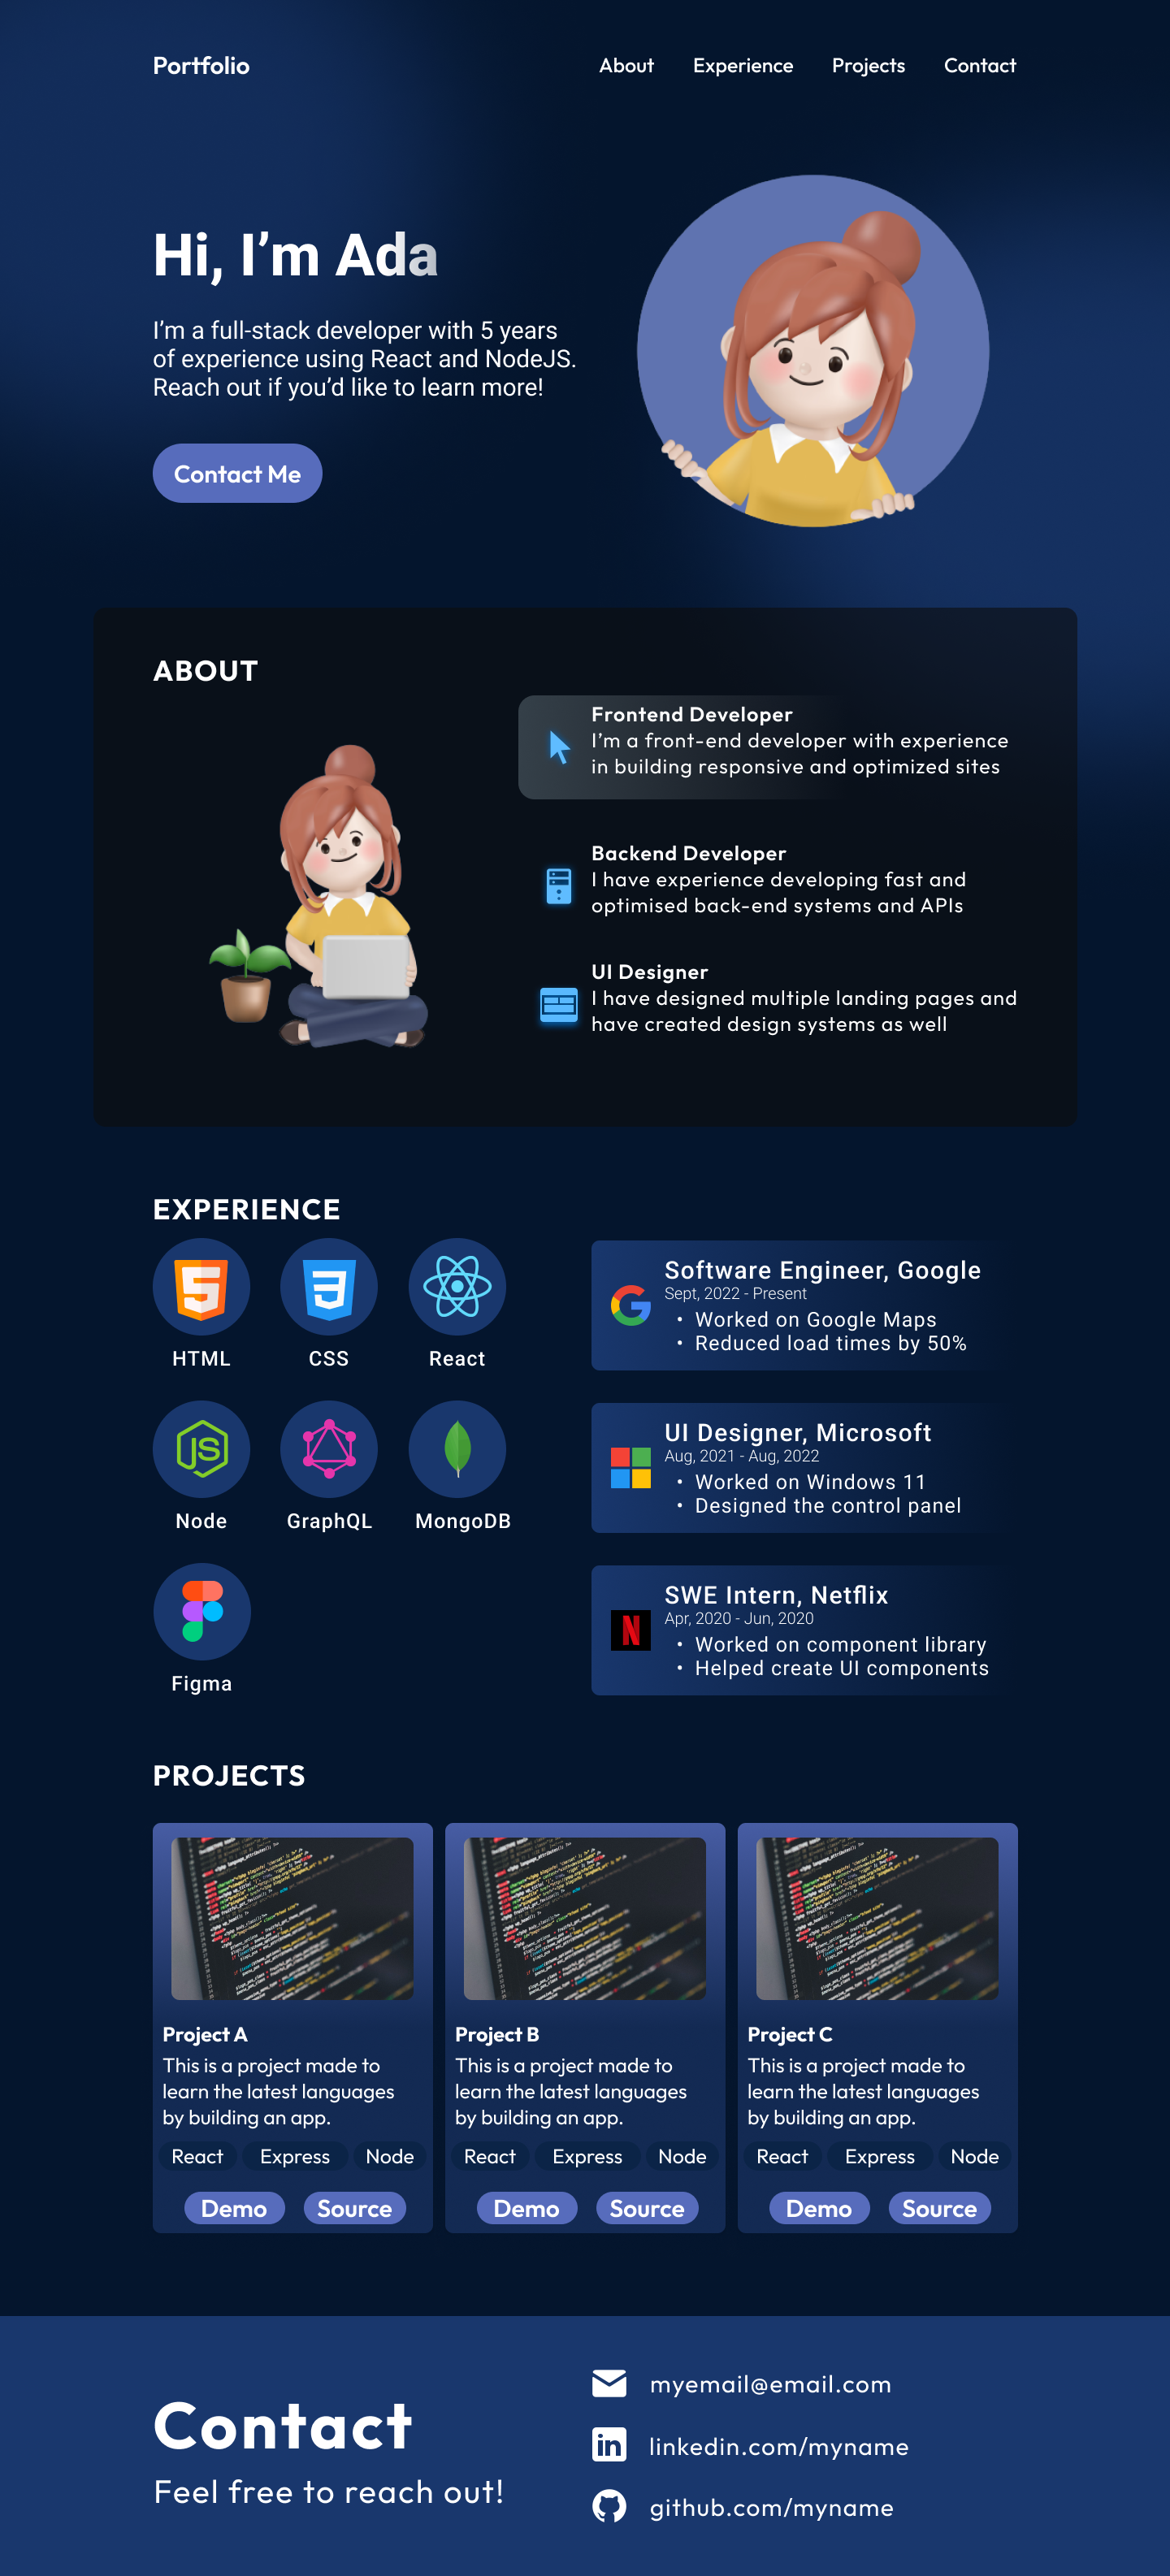 Portfolio
About
Experience
Projects
Contact
Hi, I’m Ada
I’m a full-stack developer with 5 years
of experience using React and NodeJS.
Reach out if you’d like to learn more!
Contact Me
ABOUT
Frontend Developer
I’m a front-end developer with experience
in building responsive and optimized sites
Backend Developer
I have experience developing fast and
optimised back-end systems and APIs
UI Designer
I have designed multiple landing pages and
have created design systems as well
EXPERIENCE
HTML
CSS
React
JS
Node
GraphQL
MongoDB
Figma
Software Engineer, Google
Sept, 2022 - Present
• Worked on Google Maps
• Reduced load times by 50%
UI Designer, Microsoft
Aug, 2021 - Aug, 2022
• Worked on Windows 11
• Designed the control panel
SWE Intern, Netflix
Apr, 2020 - Jun, 2020
• Worked on component library
• Helped create UI components
PROJECTS
Project A
This is a project made to
learn the latest languages
by building an app.
React
Express
Node
Demo
Source
Project B
This is a project made to
learn the latest languages
by building an app.
React
Express
Node
Demo
Source
Project C
This is a project made to
learn the latest languages
by building an app.
React
Express
Node
Demo
Source
Contact
Feel free to reach out!
myemail@email.com
in
linkedin.com/myname
github.com/myname